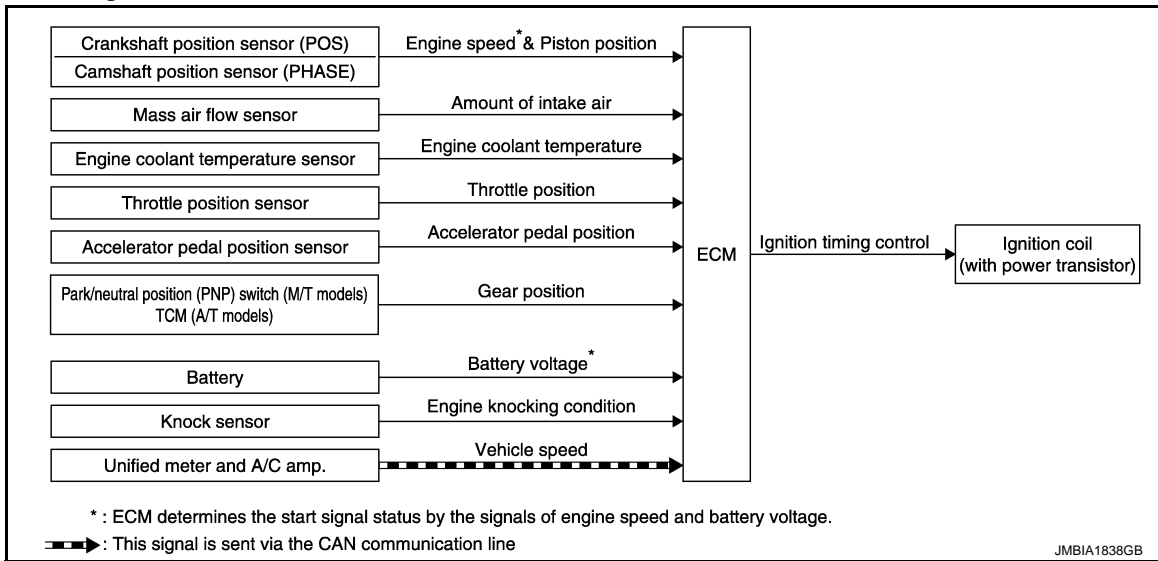 Crankshaft position sensor (POS)
Camshaft position sensor (PHASE)
Engine speed* & Piston position
Mass air flow sensor
Amount of intake air
Engine coolant temperature sensor
Engine coolant temperature
Throttle position sensor
Throttle position
Accelerator pedal position sensor
Accelerator pedal position
Park/neutral position (PNP) switch (M/T models)
TCM (A/T models)
Gear position
Battery
Battery voltage*
Knock sensor
Engine knocking condition
Unified meter and A/C amp.
Vehicle speed
ECM
Ignition timing control
Ignition coil
(with power transistor)
* : ECM determines the start signal status by the signals of engine speed and battery voltage.
: This signal is sent via the CAN communication line
JMBIA1838GB